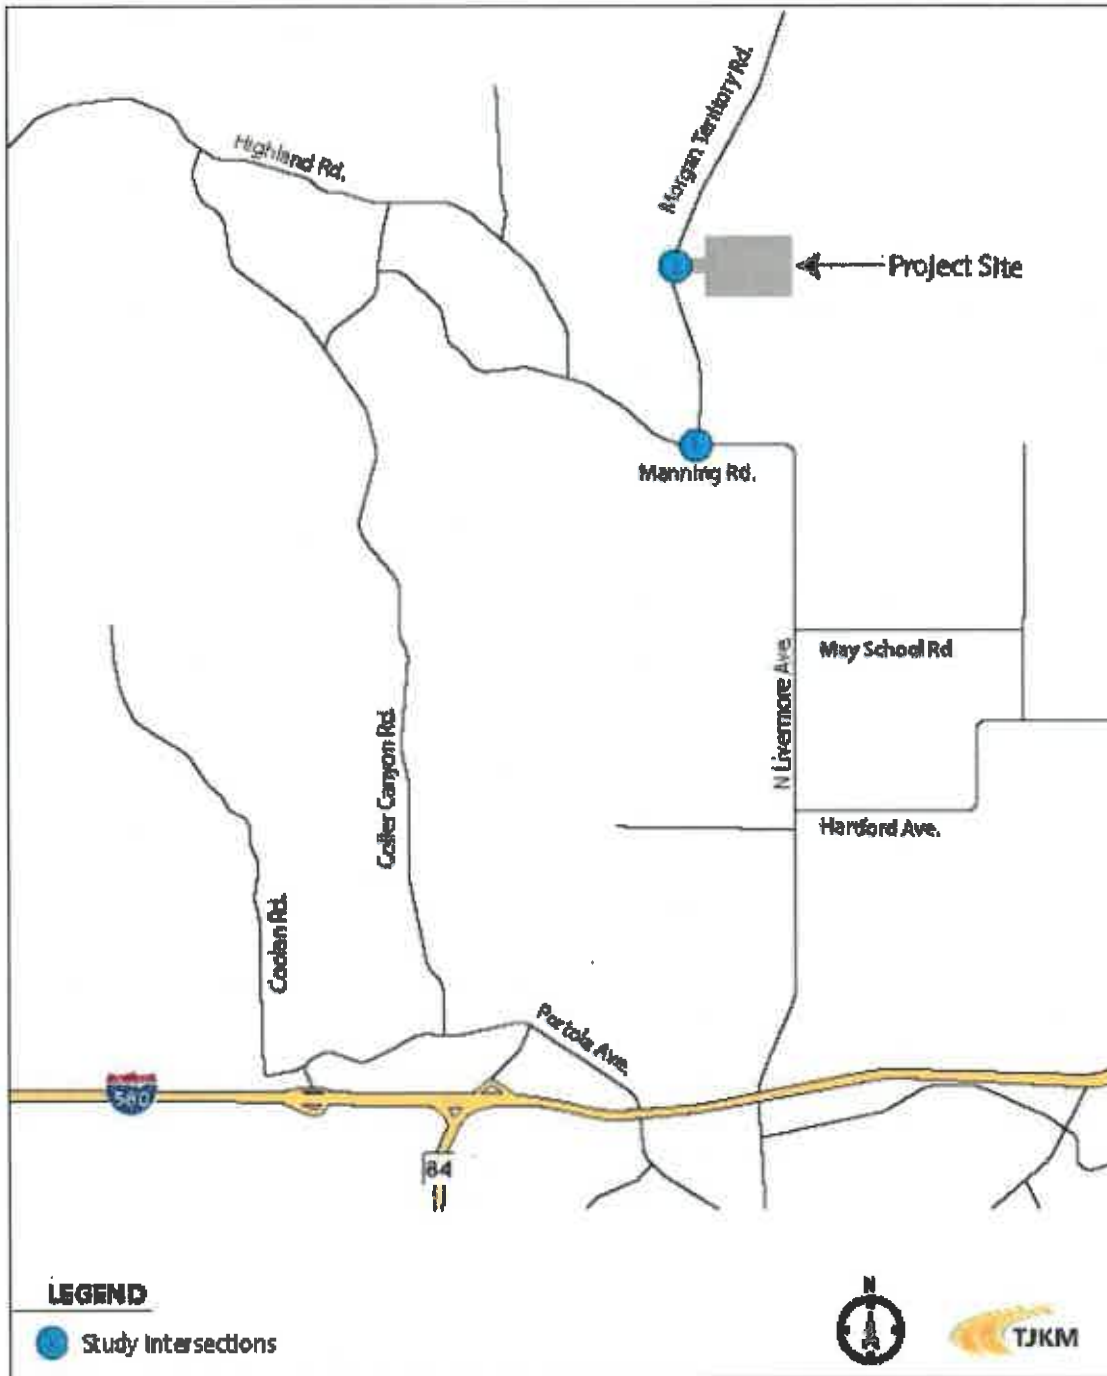 Morgan Territory Rd.
Highland Rd.
Project Site
Manning Rd.
May School Rd
N Livermore Ave
Collier Canyon Rd.
Hartford Ave.
Doolan Rd.
Portola Ave.
580
84
LEGEND
N
Study Intersections
TJKM